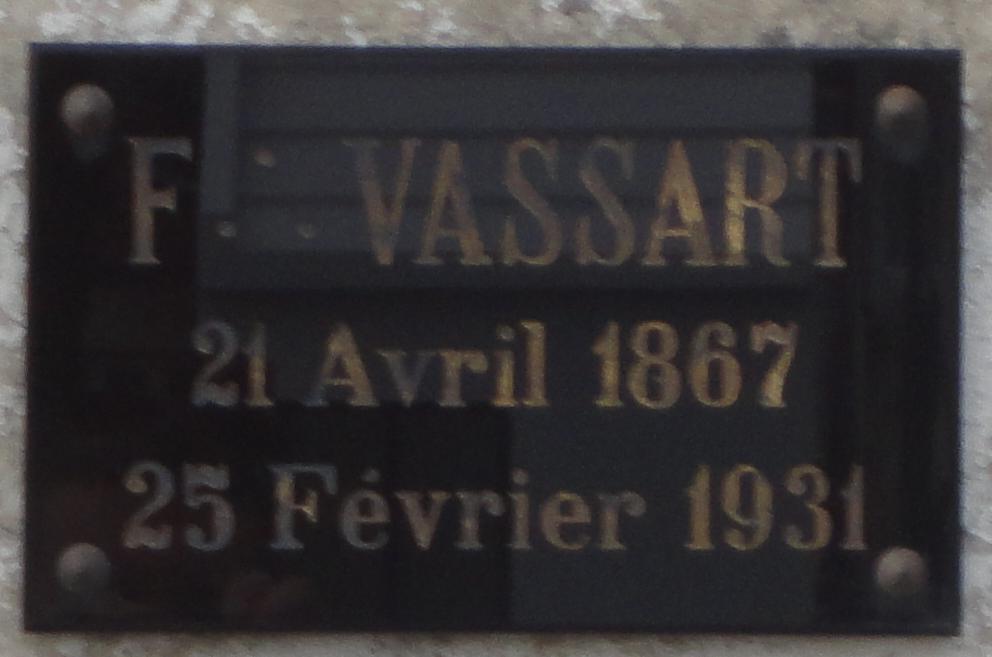 F∴ VASSART
21 Avril 1867
25 Février 1931